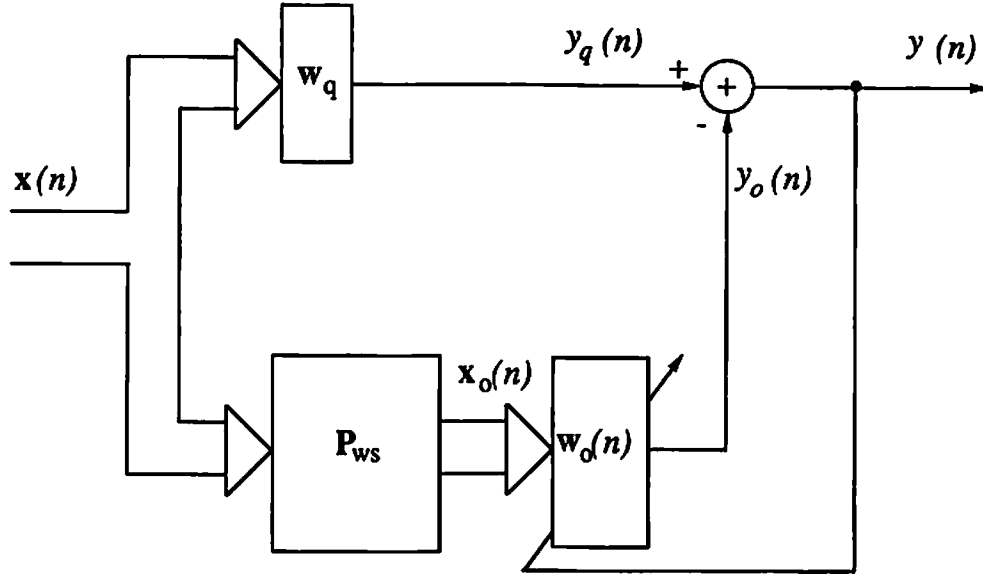 w_q
y_q(n)
+
+
-
y(n)
x(n)
y_o(n)
P_ws
x_o(n)
w_o(n)